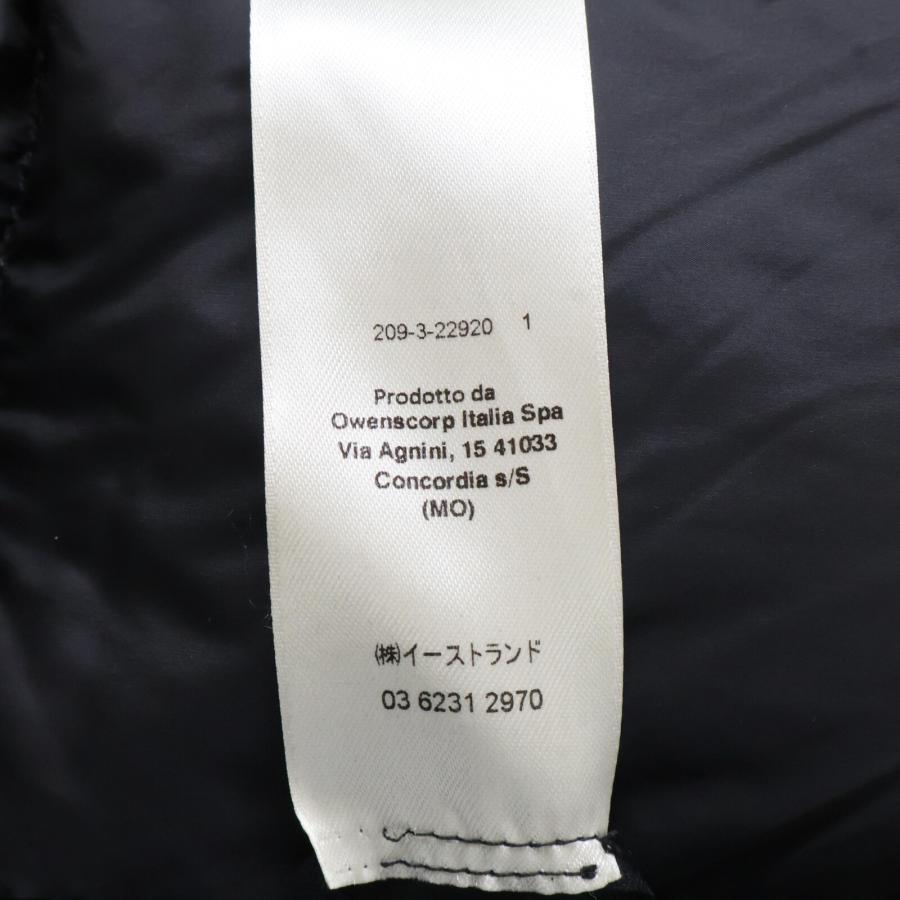 209-3-22920 1
Prodotto da
Owenscorp Italia Spa
Via Agnini, 15 41033
Concordia s/S
(MO)
㈱イーストランド
03 6231 2970